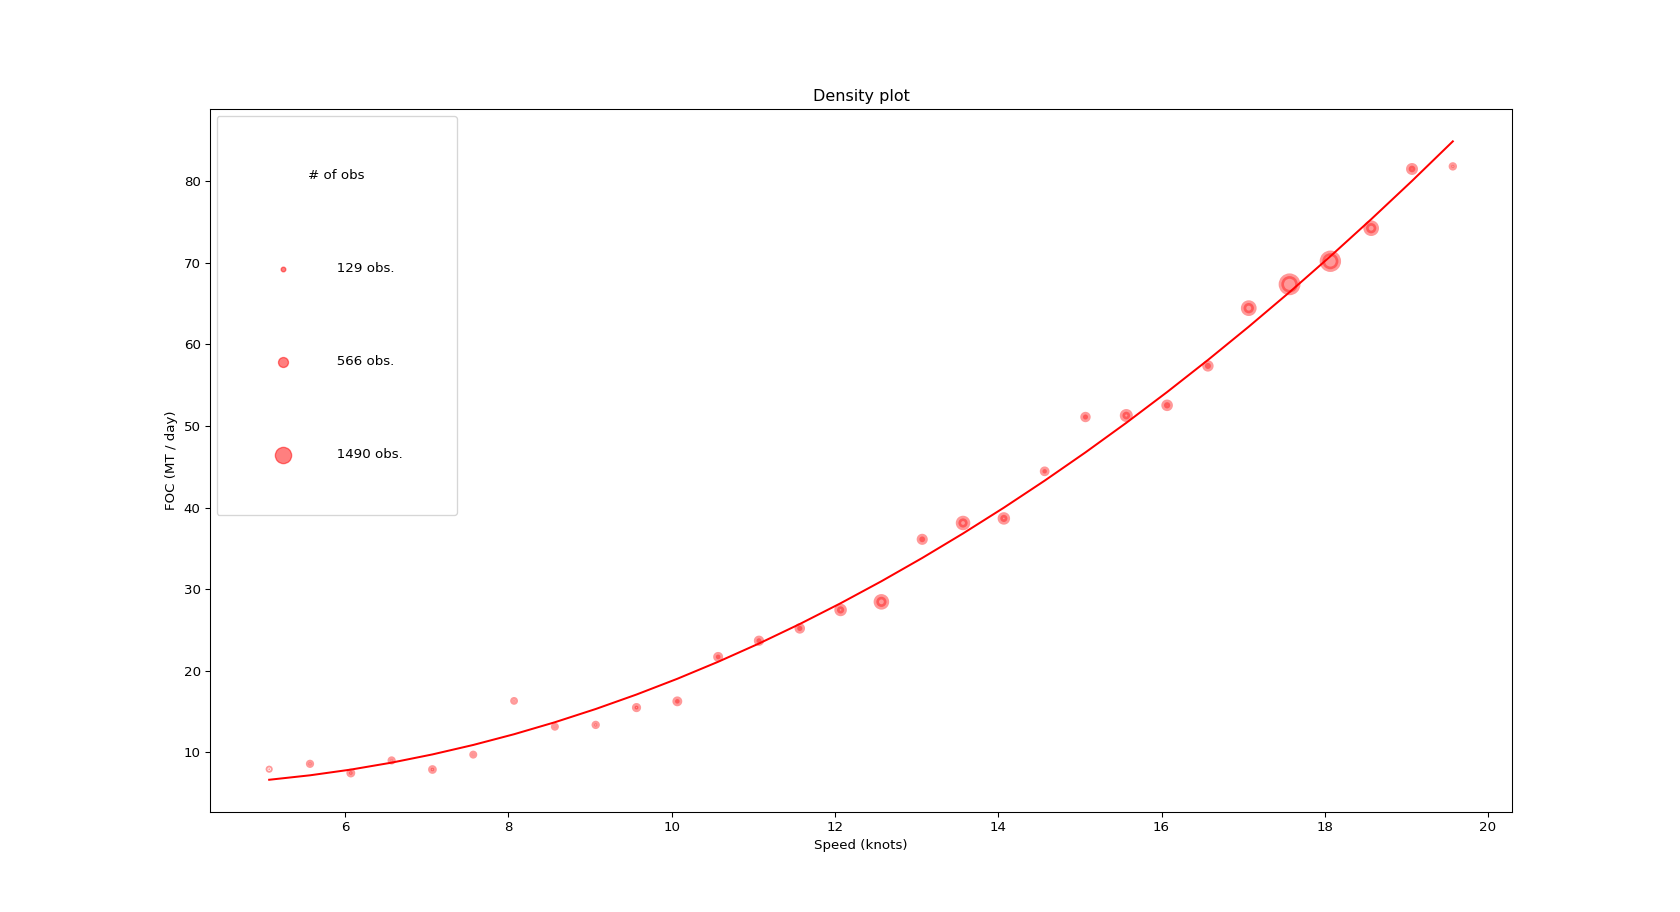 Density plot
# of obs
129 obs.
566 obs.
1490 obs.
FOC (MT / day)
80
70
60
50
40
30
20
10
6 8 10 12 14 16 18 20
Speed (knots)